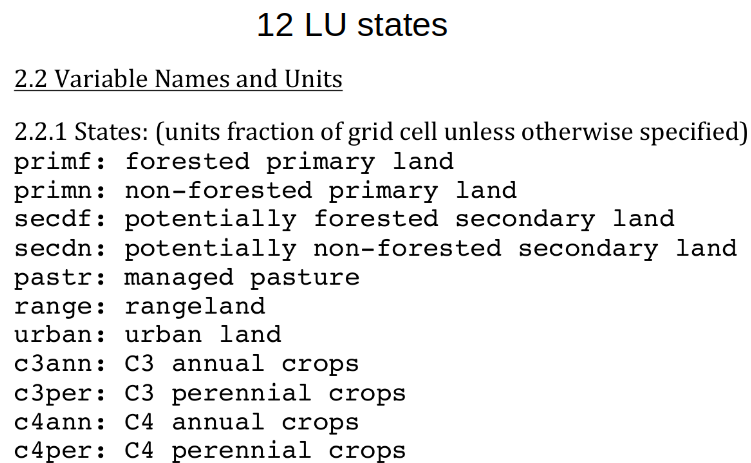 12 LU states
2.2 Variable Names and Units
2.2.1 States: (units fraction of grid cell unless otherwise specified)
primf: forested primary land
primn: non-forested primary land
secdf: potentially forested secondary land
secdn: potentially non-forested secondary land
pastr: managed pasture
range: rangeland
urban: urban land
c3ann: C3 annual crops
c3per: C3 perennial crops
c4ann: C4 annual crops
c4per: C4 perennial crops